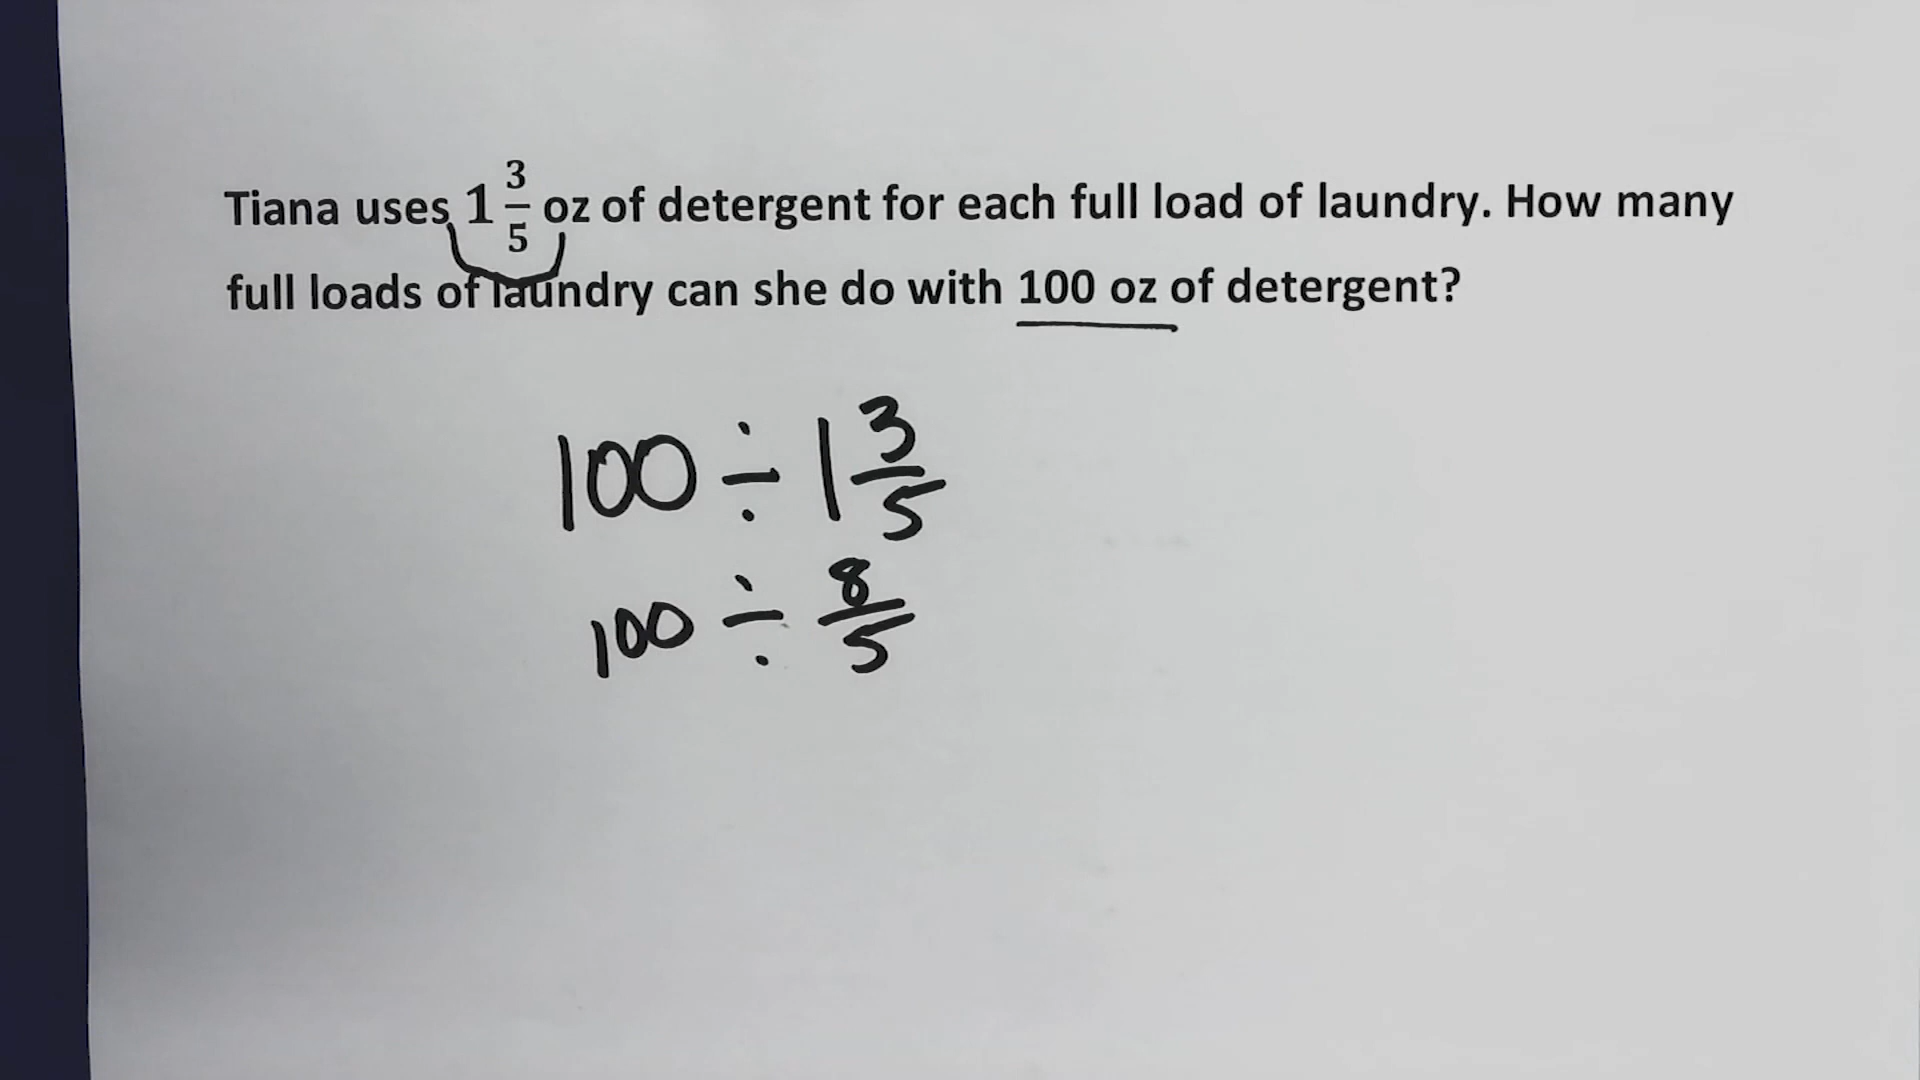 Tiana uses 1 3/5 oz of detergent for each full load of laundry. How many
full loads of laundry can she do with 100 oz of detergent?
100 ÷ 1 3/5
100 ÷ 8/5